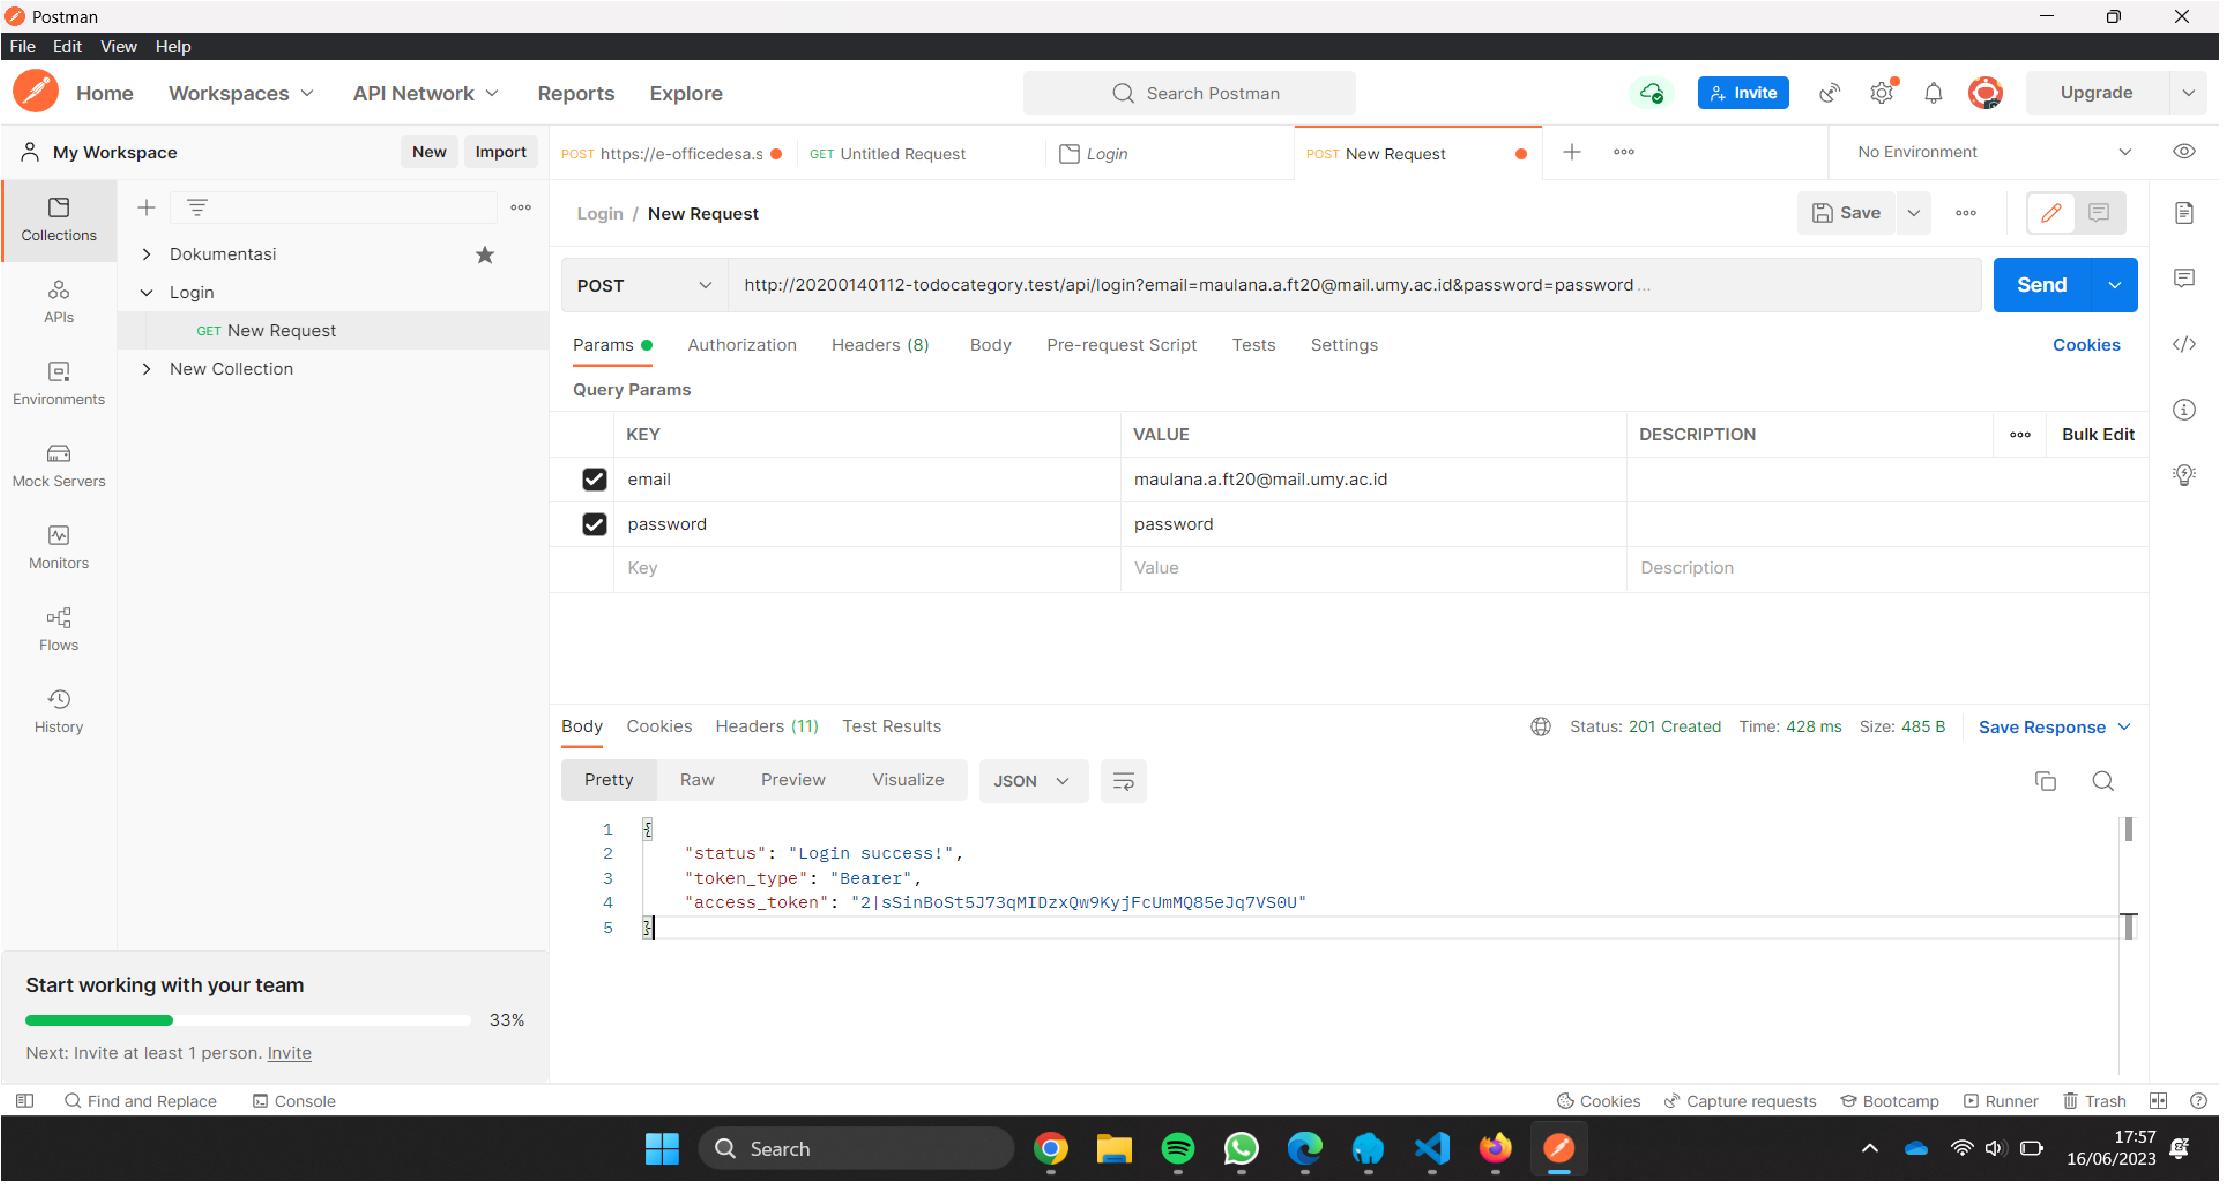 Postman
File Edit View Help
Home Workspaces API Network Reports Explore Search Postman Invite Upgrade
My Workspace New Import POST https://e-officedesa.s GET Untitled Request Login POST New Request No Environment
Collections
APIs
Environments
Mock Servers
Monitors
Flows
History
Dokumentasi
Login
GET New Request
New Collection
Login / New Request Save
POST http://20200140112-todocategory.test/api/login?email=maulana.a.ft20@mail.umy.ac.id&password=password ... Send
Params Authorization Headers (8) Body Pre-request Script Tests Settings Cookies
Query Params
KEY VALUE DESCRIPTION Bulk Edit
email maulana.a.ft20@mail.umy.ac.id
password password
Key Value Description
Body Cookies Headers (11) Test Results Status: 201 Created Time: 428 ms Size: 485 B Save Response
Pretty Raw Preview Visualize JSON
1 {
2 "status": "Login success!",
3 "token_type": "Bearer",
4 "access_token": "2|sSinBoSt5J73qMIDzxQw9KyjFcUmMQ85eJq7VS0U"
5 }
Start working with your team
33%
Next: Invite at least 1 person. Invite
Find and Replace Console Cookies Capture requests Bootcamp Runner Trash
Search
17:57
16/06/2023